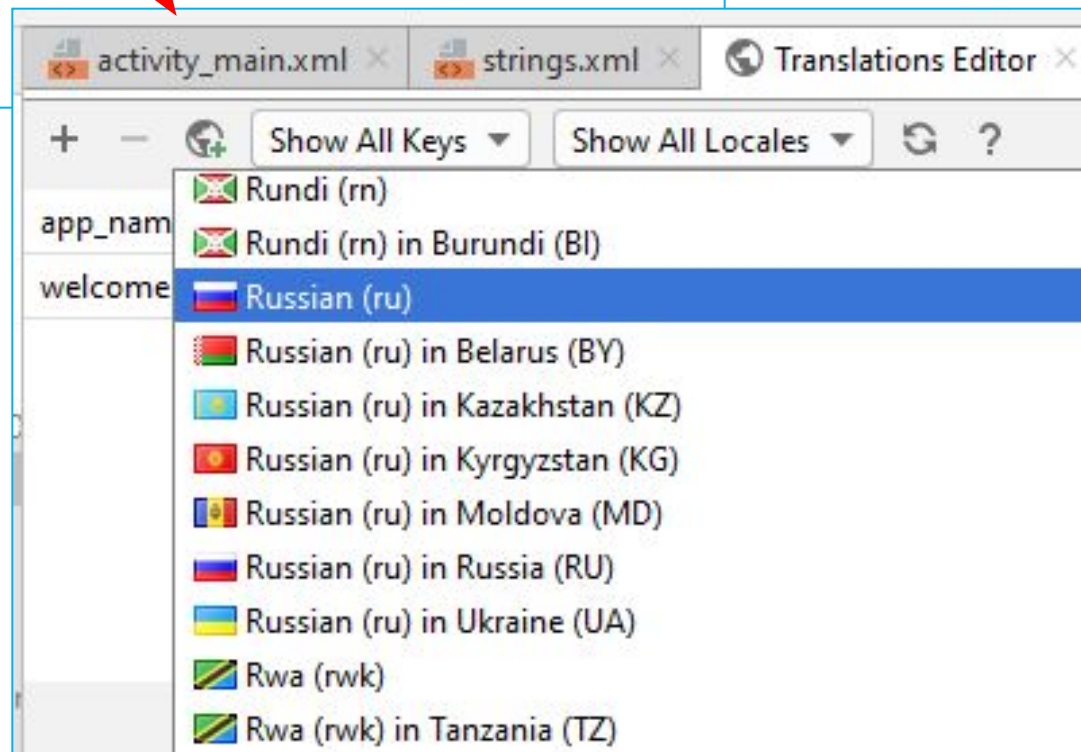 activity_main.xml strings.xml Translations Editor
+ − Show All Keys Show All Locales ?
Rundi (rn)
app_nam
Rundi (rn) in Burundi (BI)
welcome
Russian (ru)
Russian (ru) in Belarus (BY)
Russian (ru) in Kazakhstan (KZ)
Russian (ru) in Kyrgyzstan (KG)
Russian (ru) in Moldova (MD)
Russian (ru) in Russia (RU)
Russian (ru) in Ukraine (UA)
Rwa (rwk)
Rwa (rwk) in Tanzania (TZ)